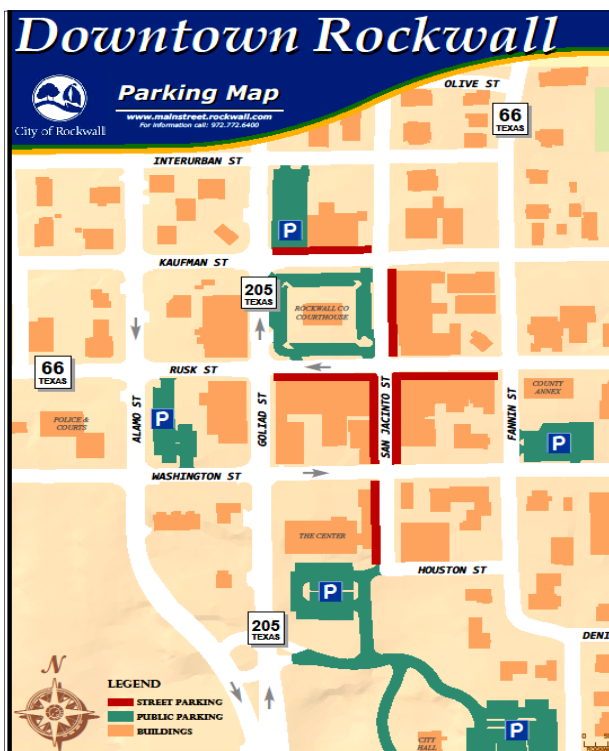 Downtown Rockwall
City of Rockwall
Parking Map
www.mainstreet.rockwall.com
For Information call: 972.772.6400
OLIVE ST
66
TEXAS
INTERURBAN ST
P
KAUFMAN ST
205
TEXAS
ROCKWALL CO
COURTHOUSE
66
TEXAS
RUSK ST
POLICE &
COURTS
ALAMO ST
P
GOLIAD ST
SAN JACINTO ST
FANNIN ST
COUNTY
ANNEX
P
WASHINGTON ST
THE CENTER
HOUSTON ST
P
205
TEXAS
DENI
N
LEGEND
STREET PARKING
PUBLIC PARKING
BUILDINGS
CITY
HALL
P
0